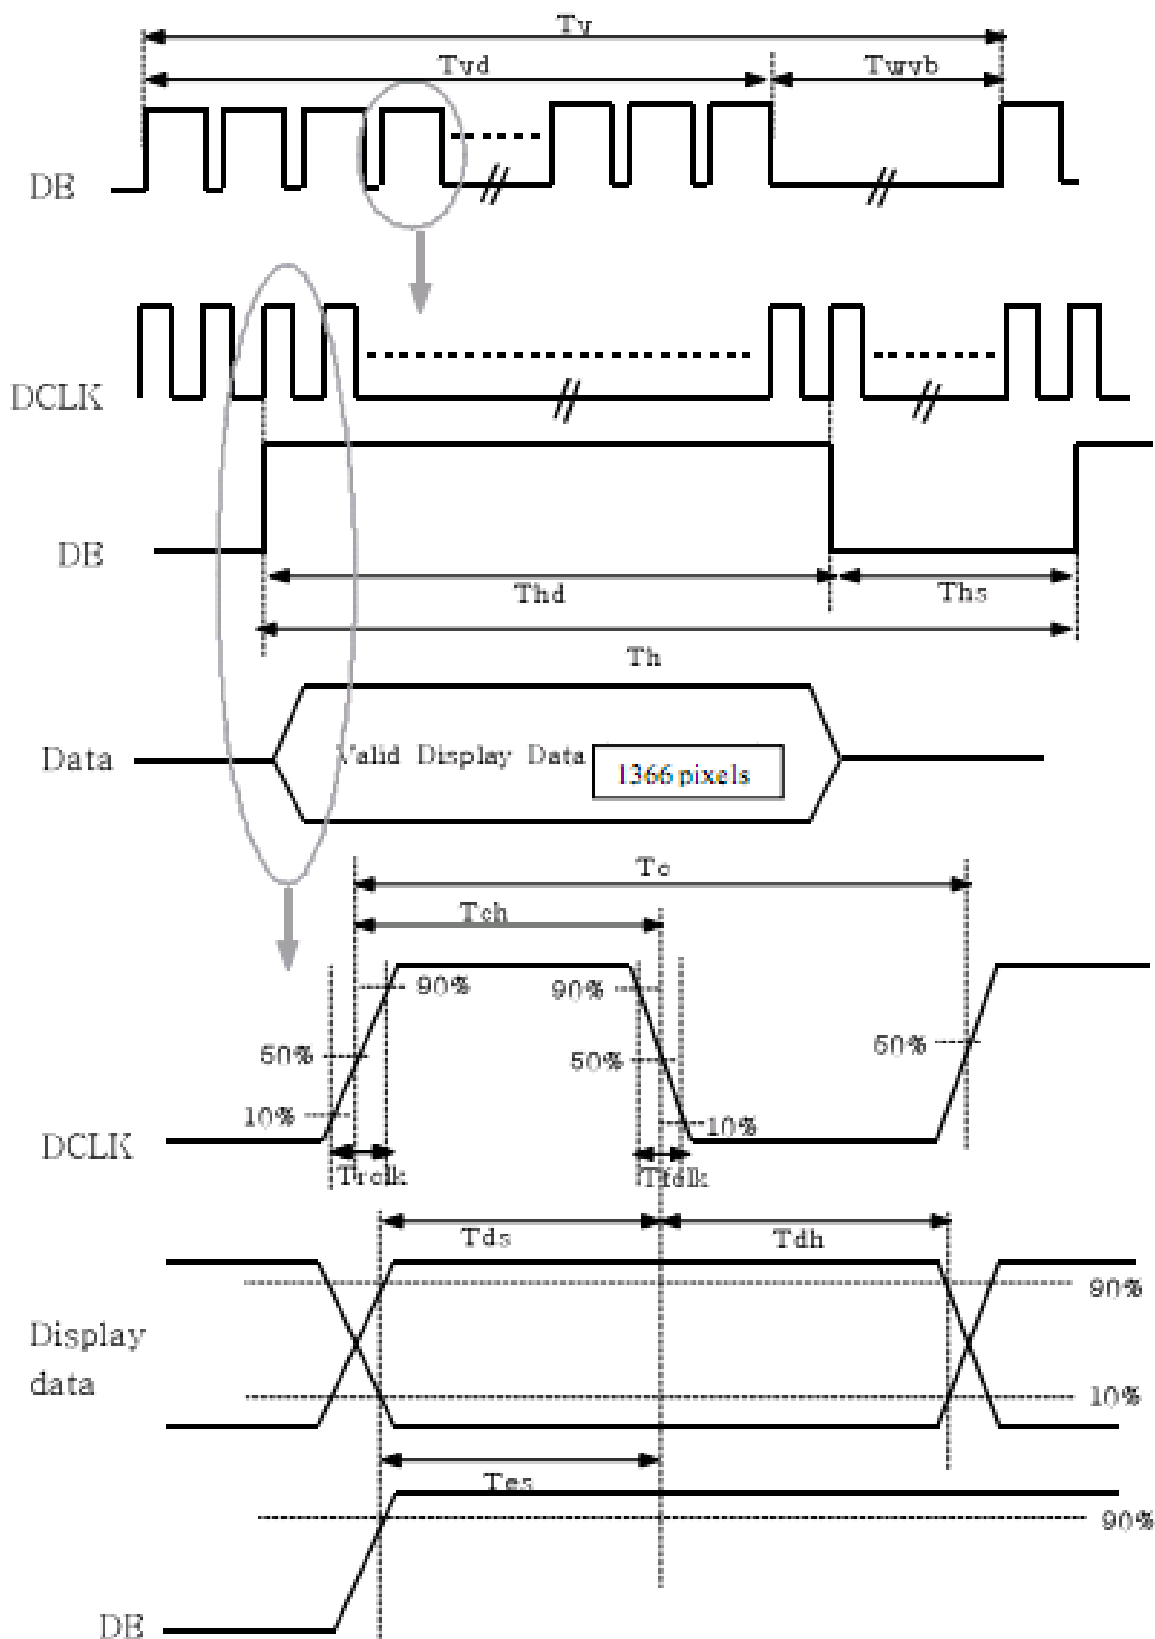 Tv
Tvd
Twvb
DE
DCLK
DE
Thd
Ths
Th
Data
Valid Display Data
1366 pixels
Tc
Tch
90%
90%
50%
50%
50%
10%
10%
DCLK
Trclk
Tfclk
Tds
Tdh
90%
Display
data
10%
Tes
90%
DE